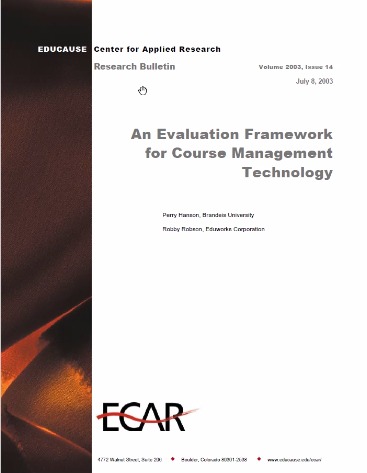 EDUCAUSE Center for Applied Research
Research Bulletin
Volume 2003, Issue 14
July 8, 2003
An Evaluation Framework
for Course Management
Technology
Perry Hanson, Brandeis University
Robby Robson, Eduworks Corporation
ECAR
4772 Walnut Street, Suite 206 ♦ Boulder, Colorado 80301-2538 ♦ www.educause.edu/ecar/